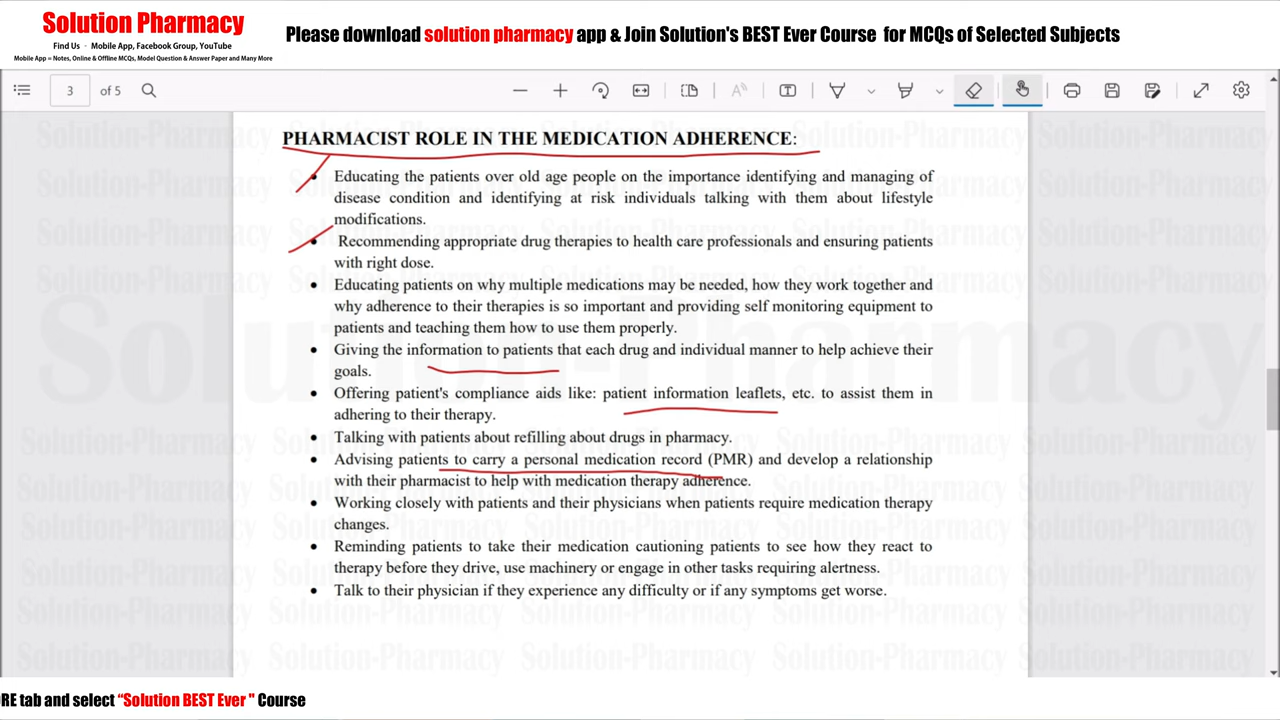 Solution Pharmacy
Find Us - Mobile App, Facebook Group, YouTube
Mobile App = Notes, Online & Offline MCQs, Model Question & Answer Paper and Many More
Please download solution pharmacy app & Join Solution's BEST Ever Course for MCQs of Selected Subjects
3 of 5
PHARMACIST ROLE IN THE MEDICATION ADHERENCE:
• Educating the patients over old age people on the importance identifying and managing of
disease condition and identifying at risk individuals talking with them about lifestyle
modifications.
• Recommending appropriate drug therapies to health care professionals and ensuring patients
with right dose.
• Educating patients on why multiple medications may be needed, how they work together and
why adherence to their therapies is so important and providing self monitoring equipment to
patients and teaching them how to use them properly.
• Giving the information to patients that each drug and individual manner to help achieve their
goals.
• Offering patient's compliance aids like: patient information leaflets, etc. to assist them in
adhering to their therapy.
• Talking with patients about refilling about drugs in pharmacy.
• Advising patients to carry a personal medication record (PMR) and develop a relationship
with their pharmacist to help with medication therapy adherence.
• Working closely with patients and their physicians when patients require medication therapy
changes.
• Reminding patients to take their medication cautioning patients to see how they react to
therapy before they drive, use machinery or engage in other tasks requiring alertness.
• Talk to their physician if they experience any difficulty or if any symptoms get worse.
Solution-Pharmacy
RE tab and select “Solution BEST Ever " Course